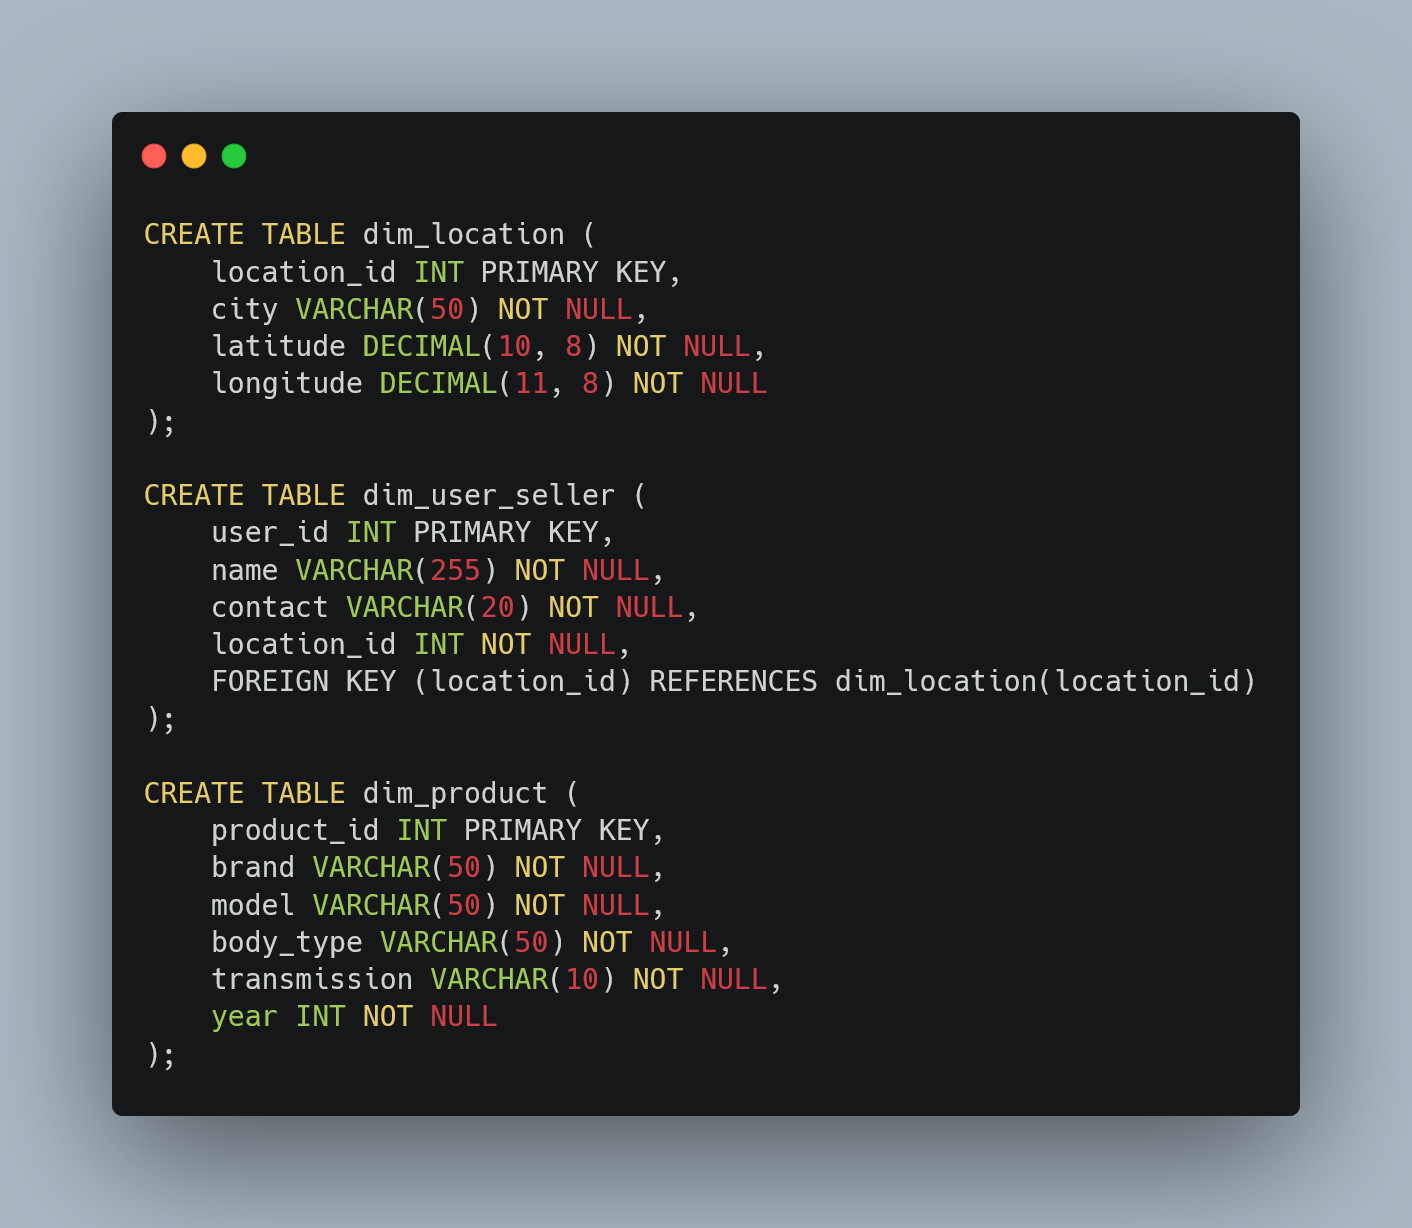 CREATE TABLE dim_location (
    location_id INT PRIMARY KEY,
    city VARCHAR(50) NOT NULL,
    latitude DECIMAL(10, 8) NOT NULL,
    longitude DECIMAL(11, 8) NOT NULL
);

CREATE TABLE dim_user_seller (
    user_id INT PRIMARY KEY,
    name VARCHAR(255) NOT NULL,
    contact VARCHAR(20) NOT NULL,
    location_id INT NOT NULL,
    FOREIGN KEY (location_id) REFERENCES dim_location(location_id)
);

CREATE TABLE dim_product (
    product_id INT PRIMARY KEY,
    brand VARCHAR(50) NOT NULL,
    model VARCHAR(50) NOT NULL,
    body_type VARCHAR(50) NOT NULL,
    transmission VARCHAR(10) NOT NULL,
    year INT NOT NULL
);